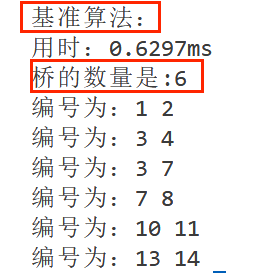 基准算法：
用时：0.6297ms
桥的数量是:6
编号为：1 2
编号为：3 4
编号为：3 7
编号为：7 8
编号为：10 11
编号为：13 14